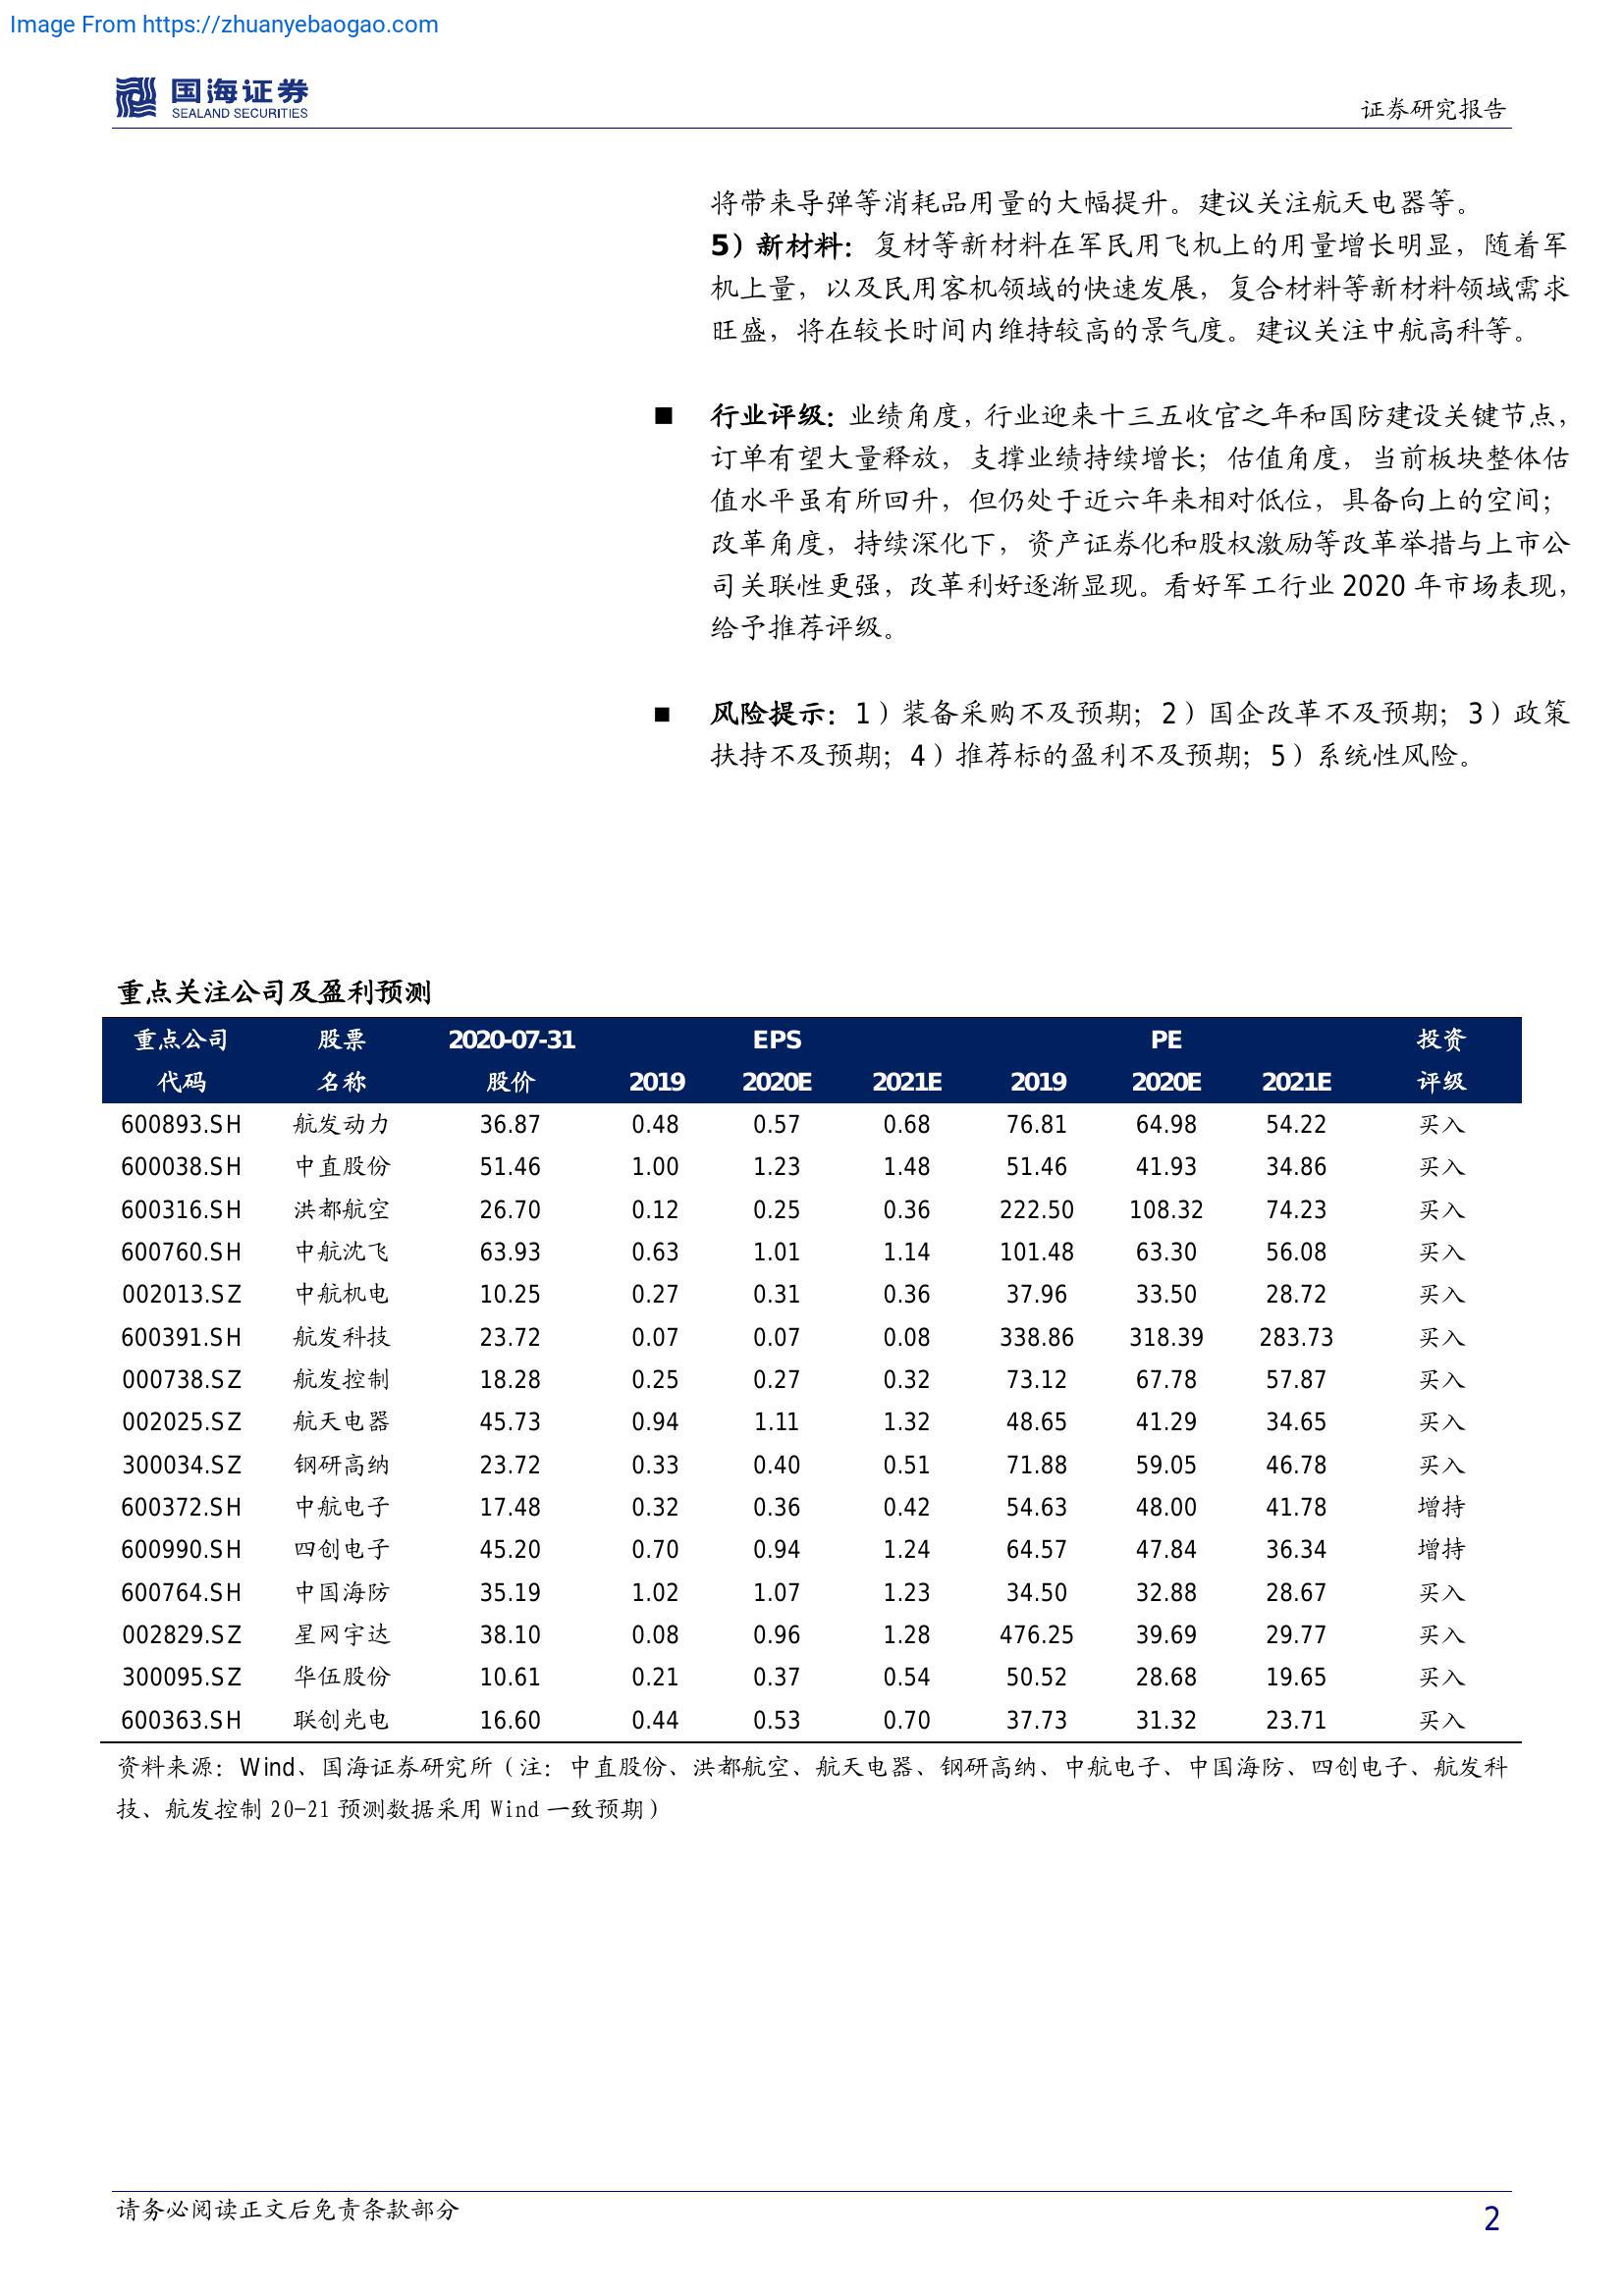 Image From https://zhuanyebaogao.com
国海证券
SEALAND SECURITIES
证券研究报告
将带来导弹等消耗品用量的大幅提升。建议关注航天电器等。
5）新材料：复材等新材料在军民用飞机上的用量增长明显，随着军
机上量，以及民用客机领域的快速发展，复合材料等新材料领域需求
旺盛，将在较长时间内维持较高的景气度。建议关注中航高科等。
■ 行业评级：业绩角度，行业迎来十三五收官之年和国防建设关键节点，
订单有望大量释放，支撑业绩持续增长；估值角度，当前板块整体估
值水平虽有所回升，但仍处于近六年来相对低位，具备向上的空间；
改革角度，持续深化下，资产证券化和股权激励等改革举措与上市公
司关联性更强，改革利好逐渐显现。看好军工行业 2020 年市场表现，
给予推荐评级。
■ 风险提示：1）装备采购不及预期；2）国企改革不及预期；3）政策
扶持不及预期；4）推荐标的盈利不及预期；5）系统性风险。
重点关注公司及盈利预测
重点公司 股票 2020-07-31 EPS PE 投资
代码 名称 股价 2019 2020E 2021E 2019 2020E 2021E 评级
600893.SH 航发动力 36.87 0.48 0.57 0.68 76.81 64.98 54.22 买入
600038.SH 中直股份 51.46 1.00 1.23 1.48 51.46 41.93 34.86 买入
600316.SH 洪都航空 26.70 0.12 0.25 0.36 222.50 108.32 74.23 买入
600760.SH 中航沈飞 63.93 0.63 1.01 1.14 101.48 63.30 56.08 买入
002013.SZ 中航机电 10.25 0.27 0.31 0.36 37.96 33.50 28.72 买入
600391.SH 航发科技 23.72 0.07 0.07 0.08 338.86 318.39 283.73 买入
000738.SZ 航发控制 18.28 0.25 0.27 0.32 73.12 67.78 57.87 买入
002025.SZ 航天电器 45.73 0.94 1.11 1.32 48.65 41.29 34.65 买入
300034.SZ 钢研高纳 23.72 0.33 0.40 0.51 71.88 59.05 46.78 买入
600372.SH 中航电子 17.48 0.32 0.36 0.42 54.63 48.00 41.78 增持
600990.SH 四创电子 45.20 0.70 0.94 1.24 64.57 47.84 36.34 增持
600764.SH 中国海防 35.19 1.02 1.07 1.23 34.50 32.88 28.67 买入
002829.SZ 星网宇达 38.10 0.08 0.96 1.28 476.25 39.69 29.77 买入
300095.SZ 华伍股份 10.61 0.21 0.37 0.54 50.52 28.68 19.65 买入
600363.SH 联创光电 16.60 0.44 0.53 0.70 37.73 31.32 23.71 买入
资料来源：Wind、国海证券研究所（注：中直股份、洪都航空、航天电器、钢研高纳、中航电子、中国海防、四创电子、航发科
技、航发控制 20-21 预测数据采用 Wind 一致预期）
请务必阅读正文后免责条款部分
2